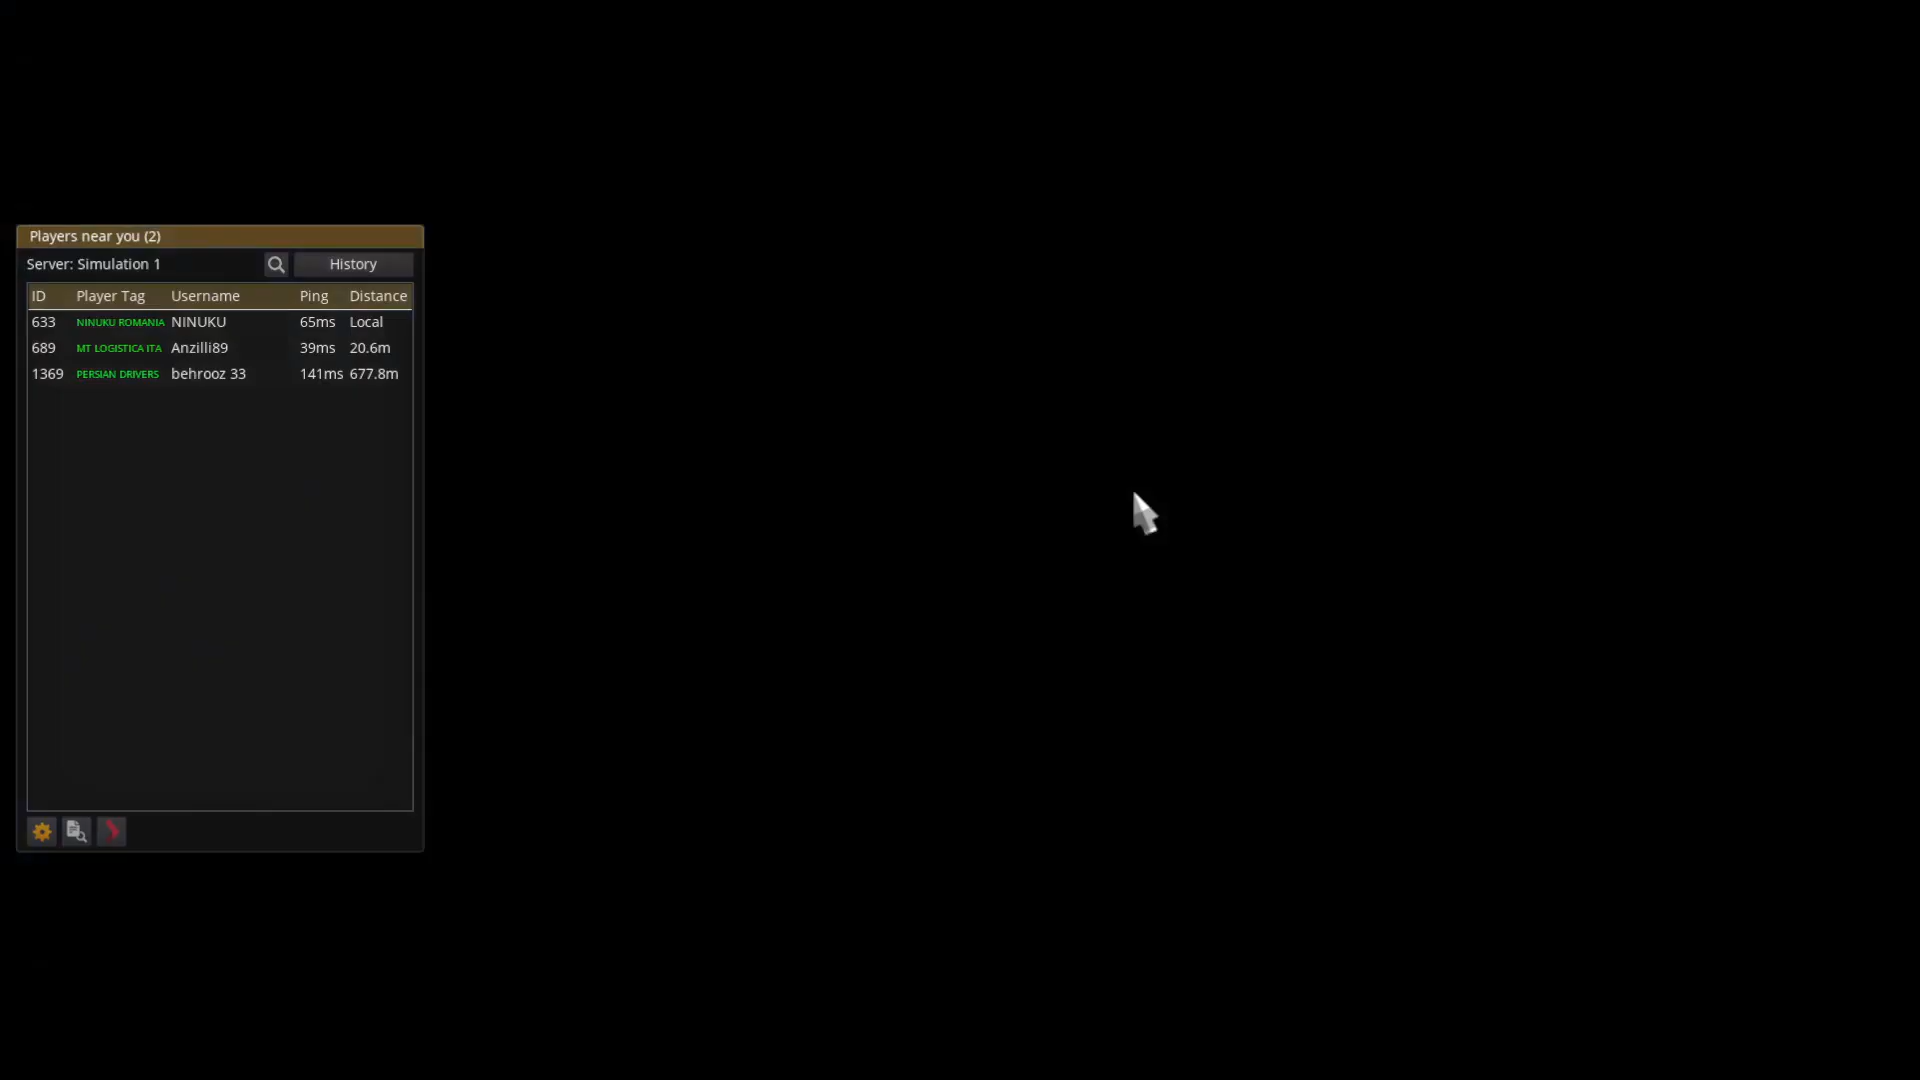 Players near you (2)
Server: Simulation 1 History
ID Player Tag Username Ping Distance
633 NINUKU ROMANIA NINUKU 65ms Local
689 MT LOGISTICA ITA Anzilli89 39ms 20.6m
1369 PERSIAN DRIVERS behrooz 33 141ms 677.8m